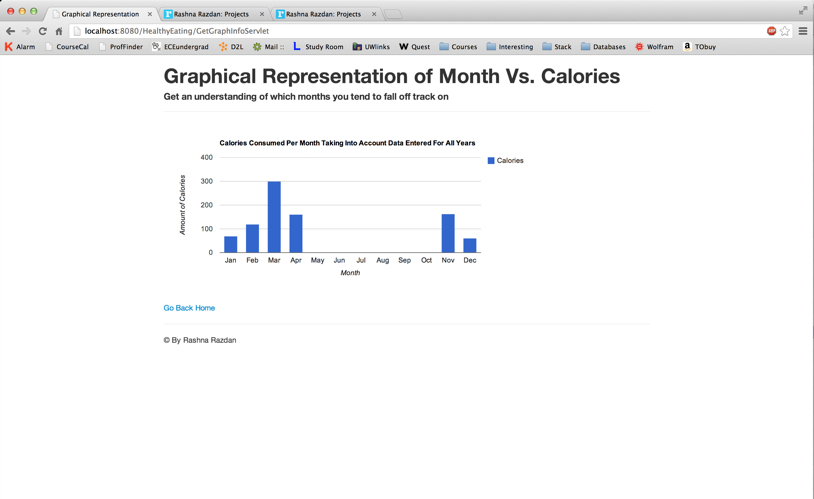 Graphical Representation
Rashna Razdan: Projects
Rashna Razdan: Projects
localhost:8080/HealthyEating/GetGraphInfoServlet
ABP
K Alarm CourseCal ProfFinder ECEundergrad D2L Mail :: L Study Room UWlinks W Quest Courses Interesting Stack Databases Wolfram a TObuy
Graphical Representation of Month Vs. Calories
Get an understanding of which months you tend to fall off track on
Calories Consumed Per Month Taking Into Account Data Entered For All Years
Calories
400
300
200
100
0
Amount of Calories
Jan Feb Mar Apr May Jun Jul Aug Sep Oct Nov Dec
Month
Go Back Home
© By Rashna Razdan